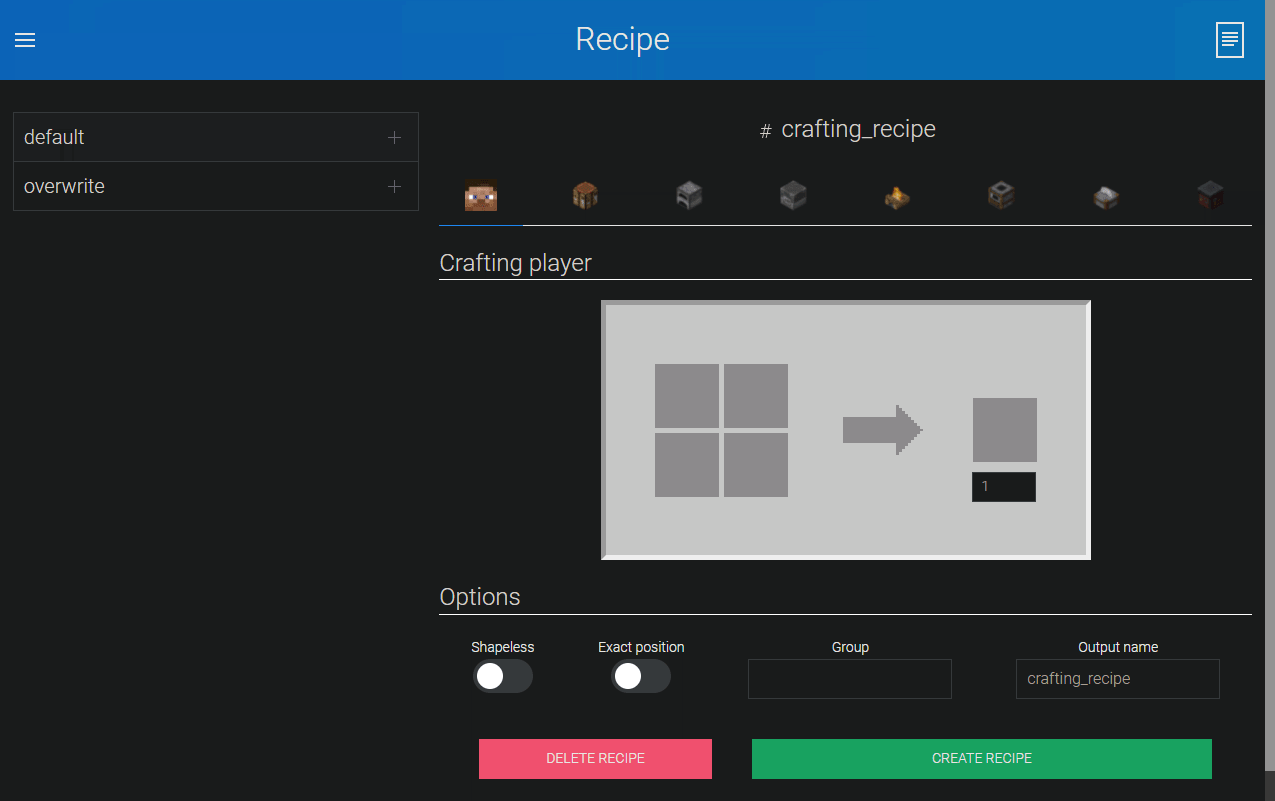 Recipe
default
overwrite
# crafting_recipe
Crafting player
1
Options
Shapeless
Exact position
Group
Output name
crafting_recipe
DELETE RECIPE
CREATE RECIPE